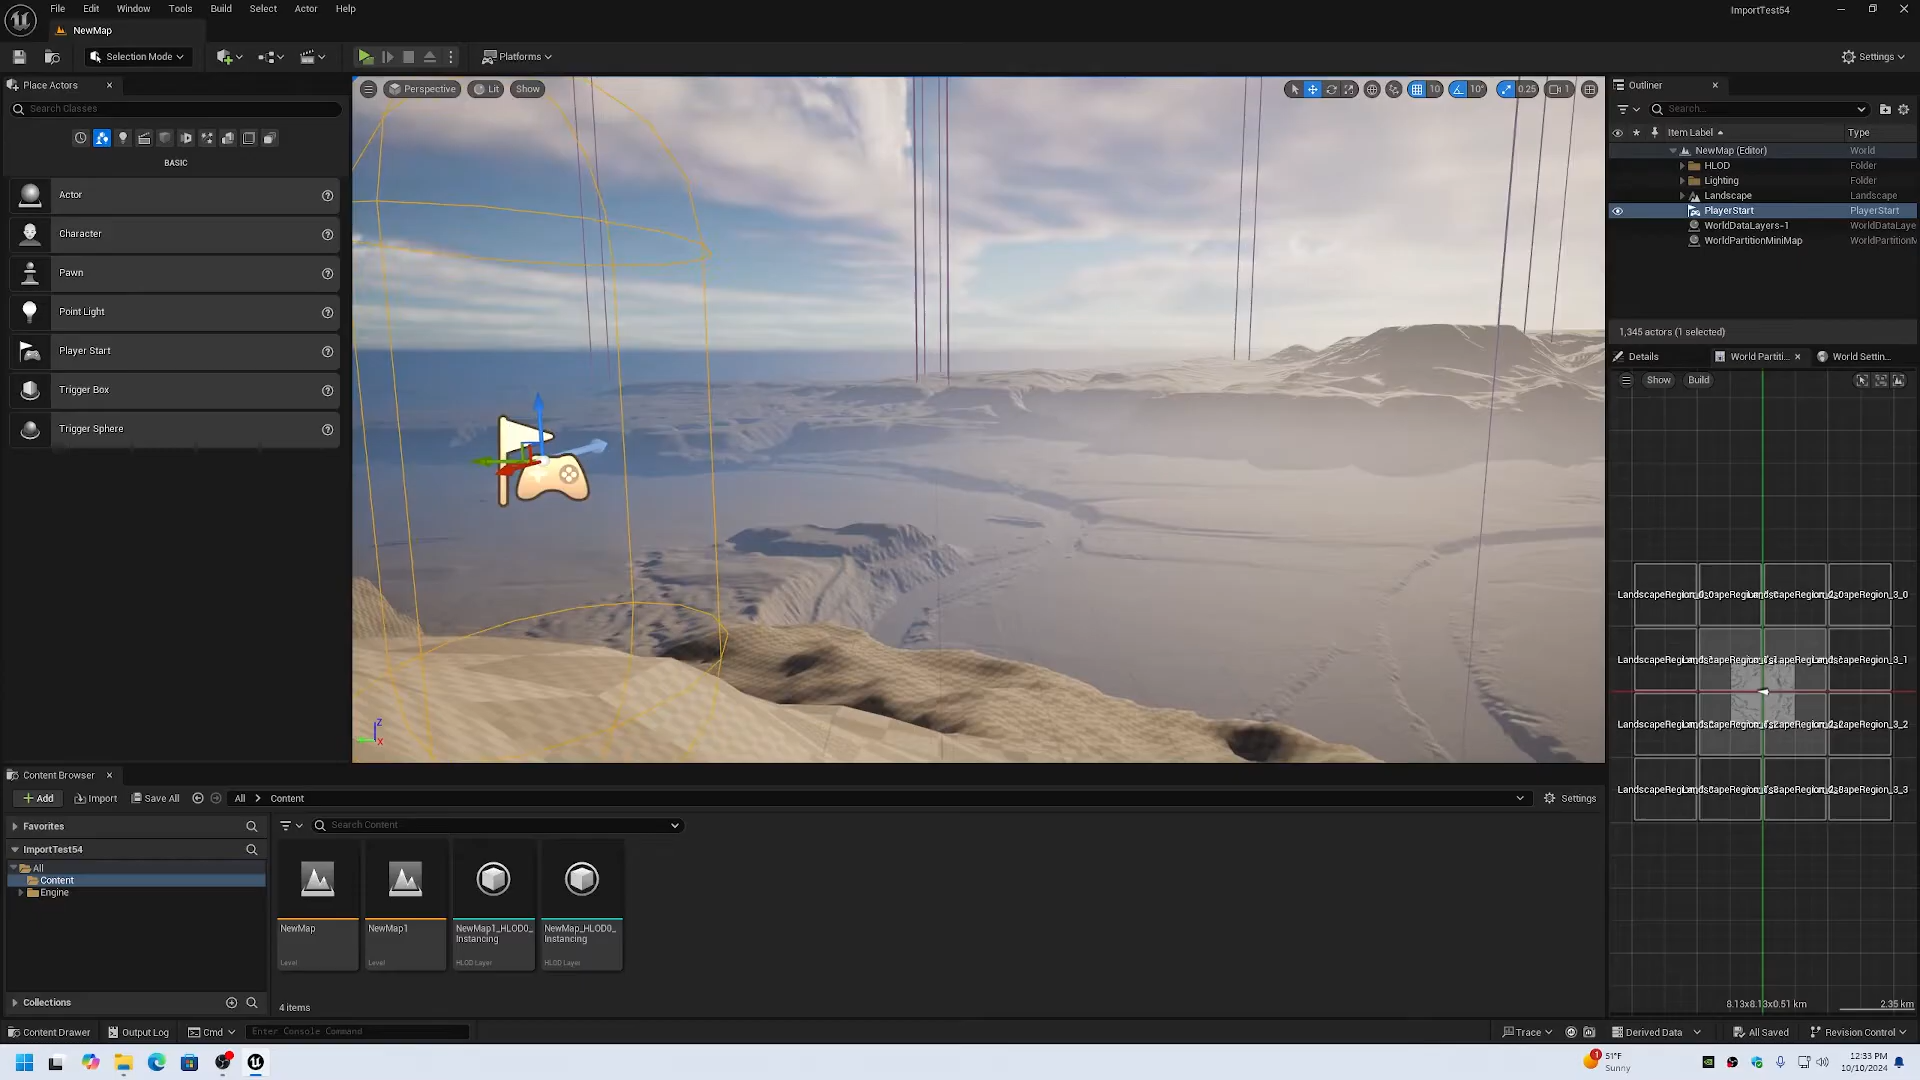 File Edit Window Tools Build Select Actor Help
ImportTest54
NewMap
Selection Mode
Platforms
Settings
Place Actors
Search Classes
BASIC
Actor
Character
Pawn
Point Light
Player Start
Trigger Box
Trigger Sphere
Perspective Lit Show
10 10° 0.25 1
Outliner
Search...
Item Label Type
NewMap (Editor) World
HLOD Folder
Lighting Folder
Landscape Landscape
PlayerStart PlayerStart
WorldDataLayers-1 WorldDataLaye
WorldPartitionMiniMap
1,345 actors (1 selected)
Details World Partiti... World Settin...
Show Build
8.13x8.13x0.51 km 2.35 km
Z
X
Content Browser
Add Import Save All All Content Settings
Favorites
Search Content
ImportTest54
All
Content
Engine
NewMap NewMap1 NewMap1_HLOD0_ NewMap_HLOD0_
Instancing Instancing
Level Level HLOD Layer HLOD Layer
Collections
4 items
Content Drawer Output Log Cmd Enter Console Command Trace Derived Data All Saved Revision Control
1 51°F
Sunny
12:33 PM
10/10/2024